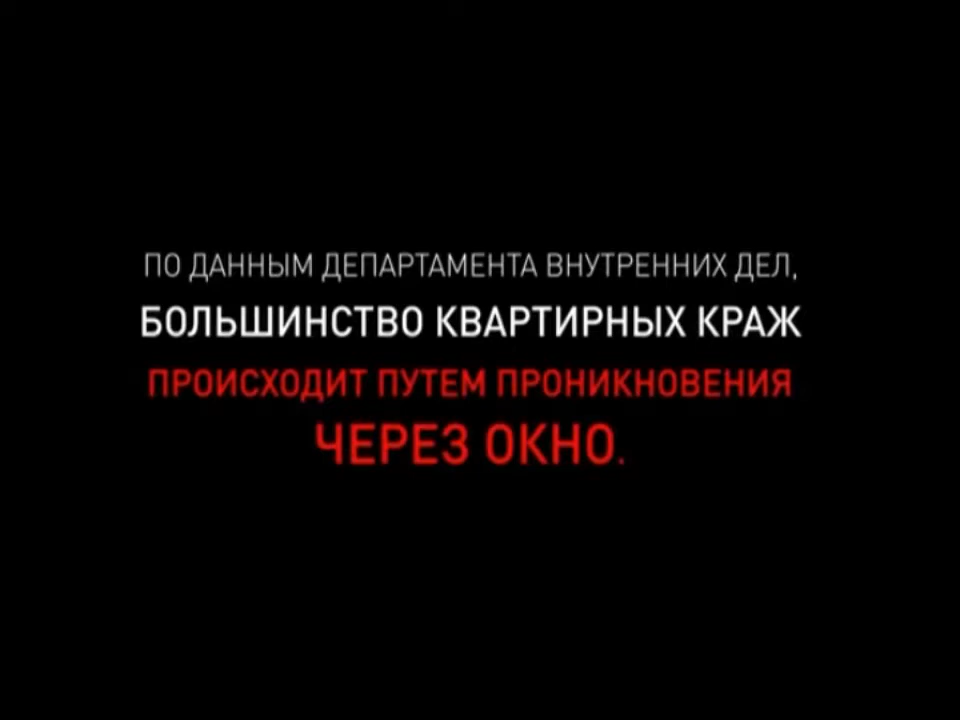 ПО ДАННЫМ ДЕПАРТАМЕНТА ВНУТРЕННИХ ДЕЛ,
БОЛЬШИНСТВО КВАРТИРНЫХ КРАЖ
ПРОИСХОДИТ ПУТЕМ ПРОНИКНОВЕНИЯ
ЧЕРЕЗ ОКНО.